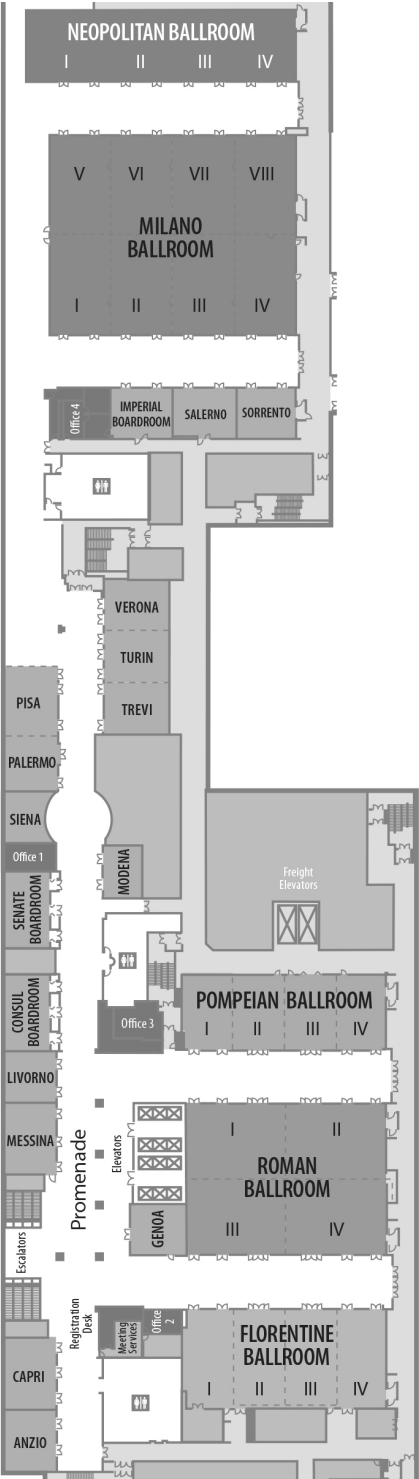 NEOPOLITAN BALLROOM
I II III IV
V VI VII VIII
MILANO
BALLROOM
I II III IV
Office 4
IMPERIAL
BOARDROOM
SALERNO
SORRENTO
VERONA
TURIN
TREVI
PISA
PALERMO
SIENA
Office 1
MODENA
SENATE
BOARDROOM
Freight
Elevators
CONSUL
BOARDROOM
Office 3
POMPEIAN BALLROOM
I II III IV
LIVORNO
MESSINA
Promenade
Elevators
I II
ROMAN
BALLROOM
III IV
GENOA
Escalators
Registration
Desk
Meeting
Services
Office
2
FLORENTINE
BALLROOM
I II III IV
CAPRI
ANZIO